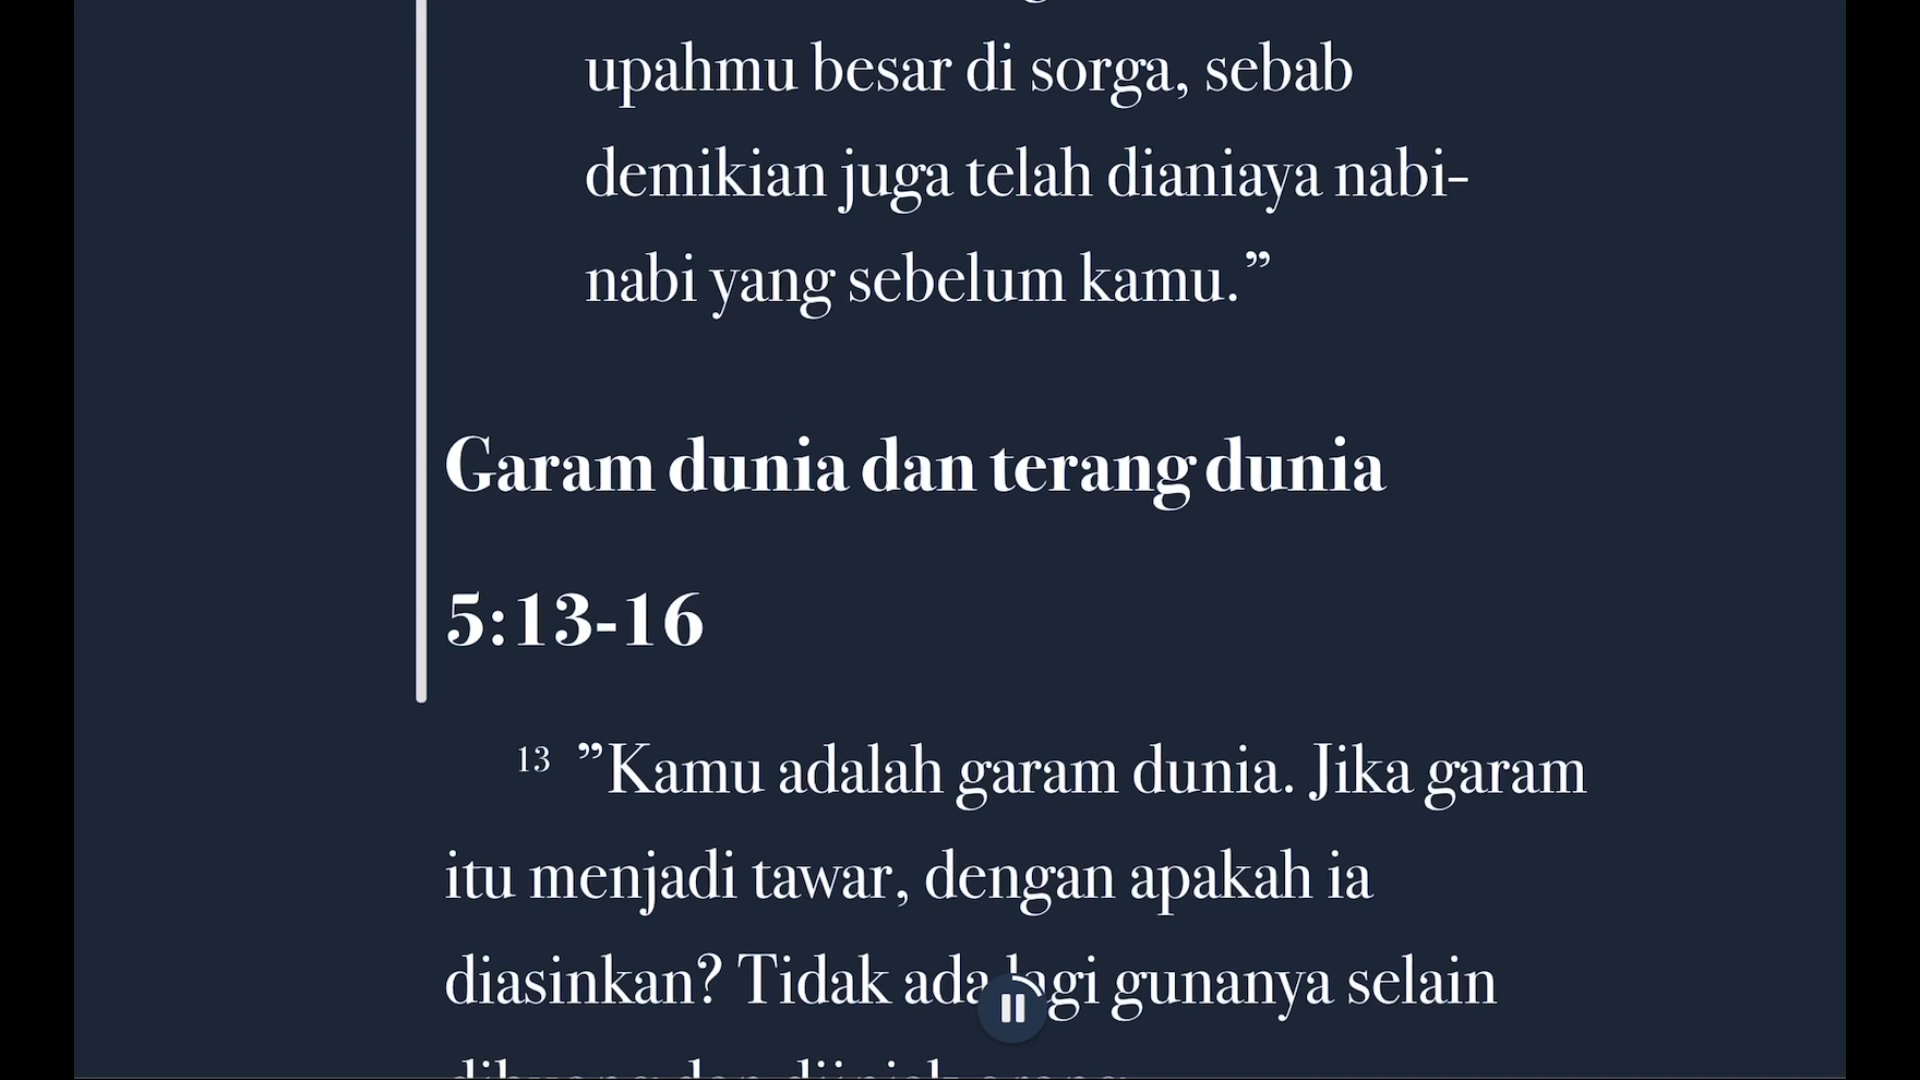 upahmu besar di sorga, sebab
demikian juga telah dianiaya nabi-
nabi yang sebelum kamu.”
Garam dunia dan terang dunia
5:13-16
13 ”Kamu adalah garam dunia. Jika garam
itu menjadi tawar, dengan apakah ia
diasinkan? Tidak ada lagi gunanya selain